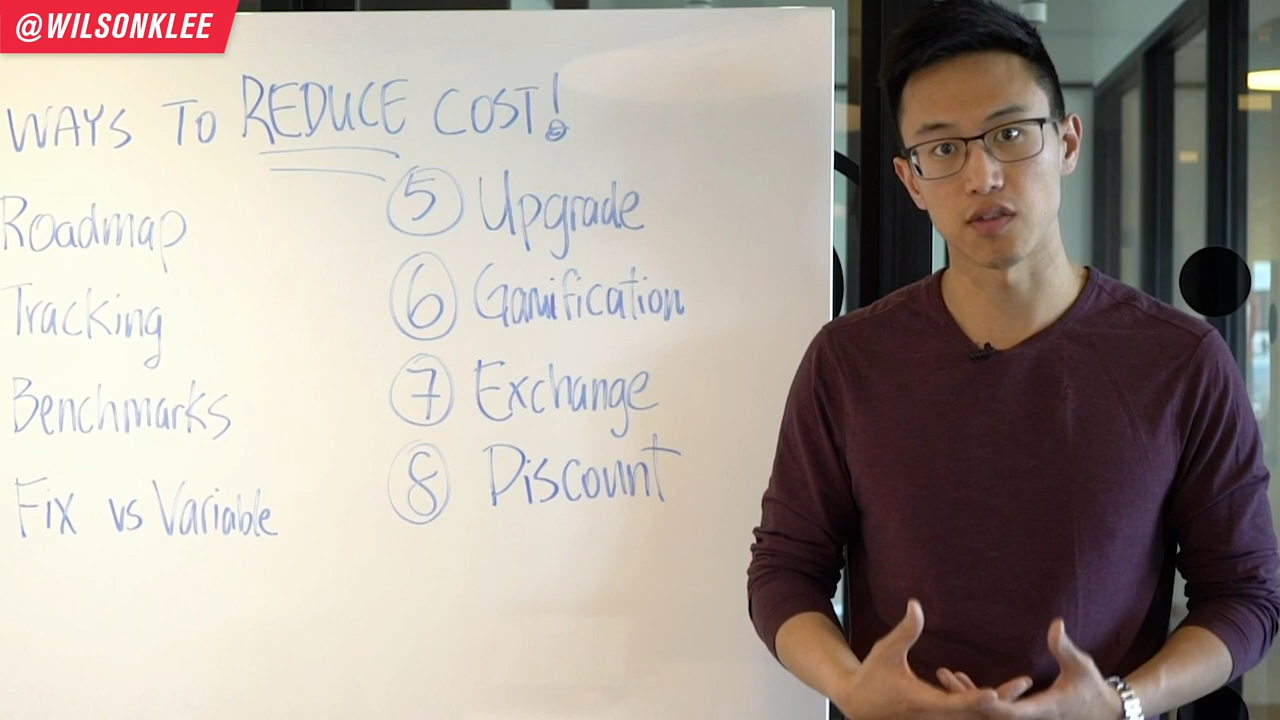 @WILSONKLEE
WAYS TO REDUCE COST!
Roadmap
Tracking
Benchmarks
Fix vs Variable
5 Upgrade
6 Gamification
7 Exchange
8 Discount